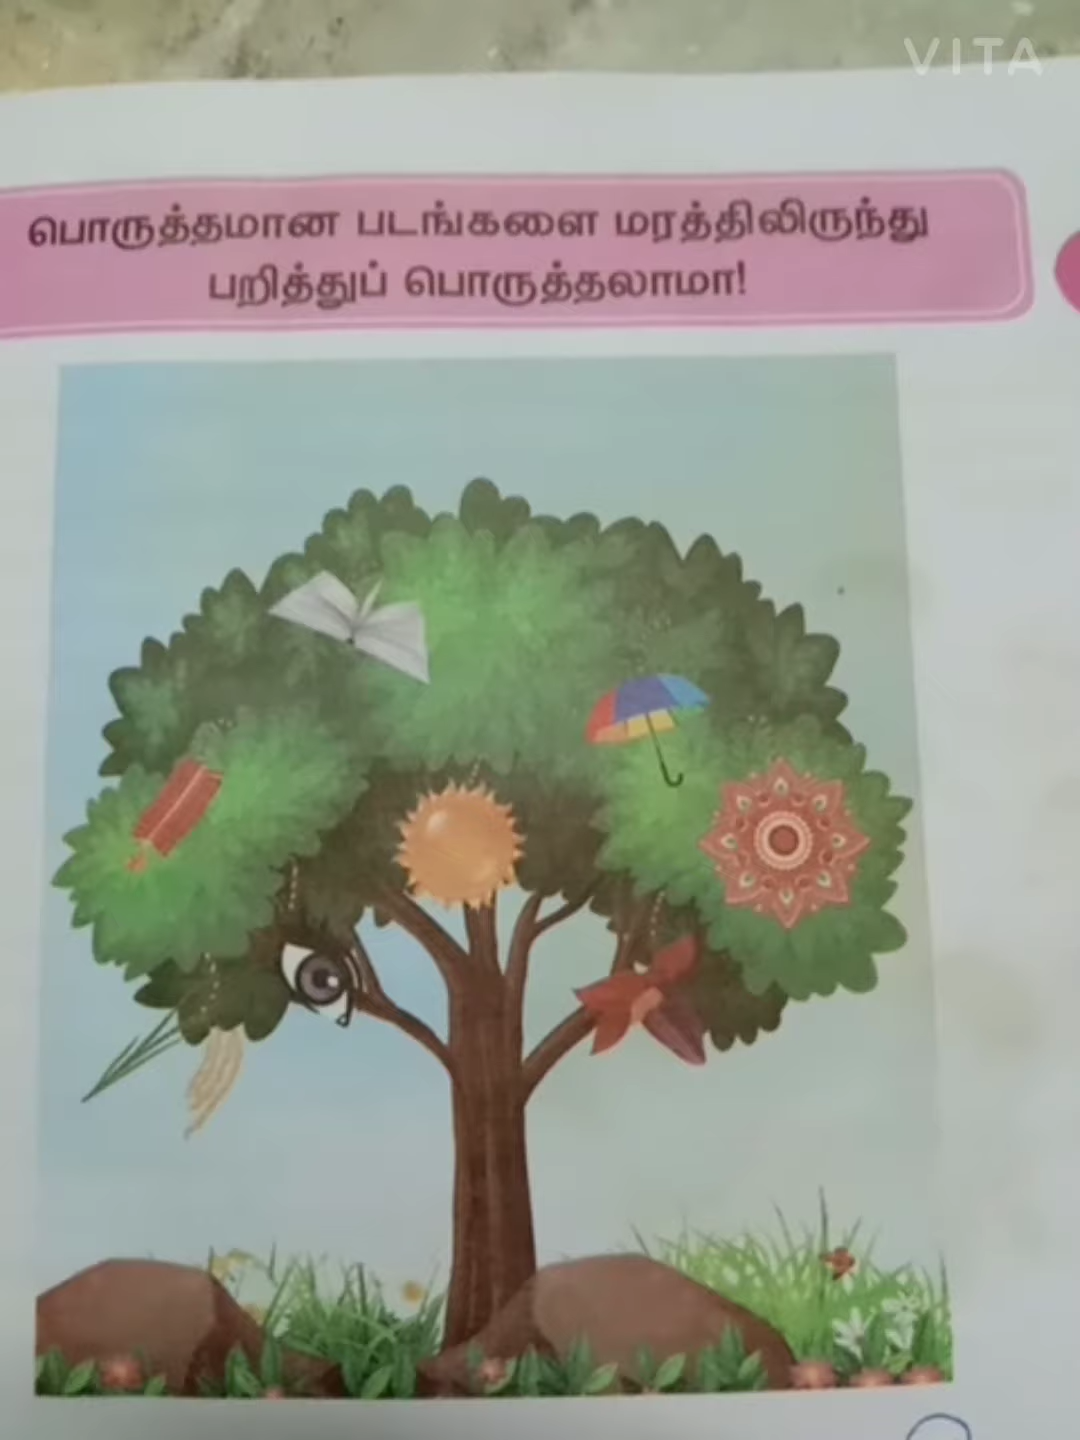 VITA
பொருத்தமான படங்களை மரத்திலிருந்து
பறித்துப் பொருத்தலாமா!